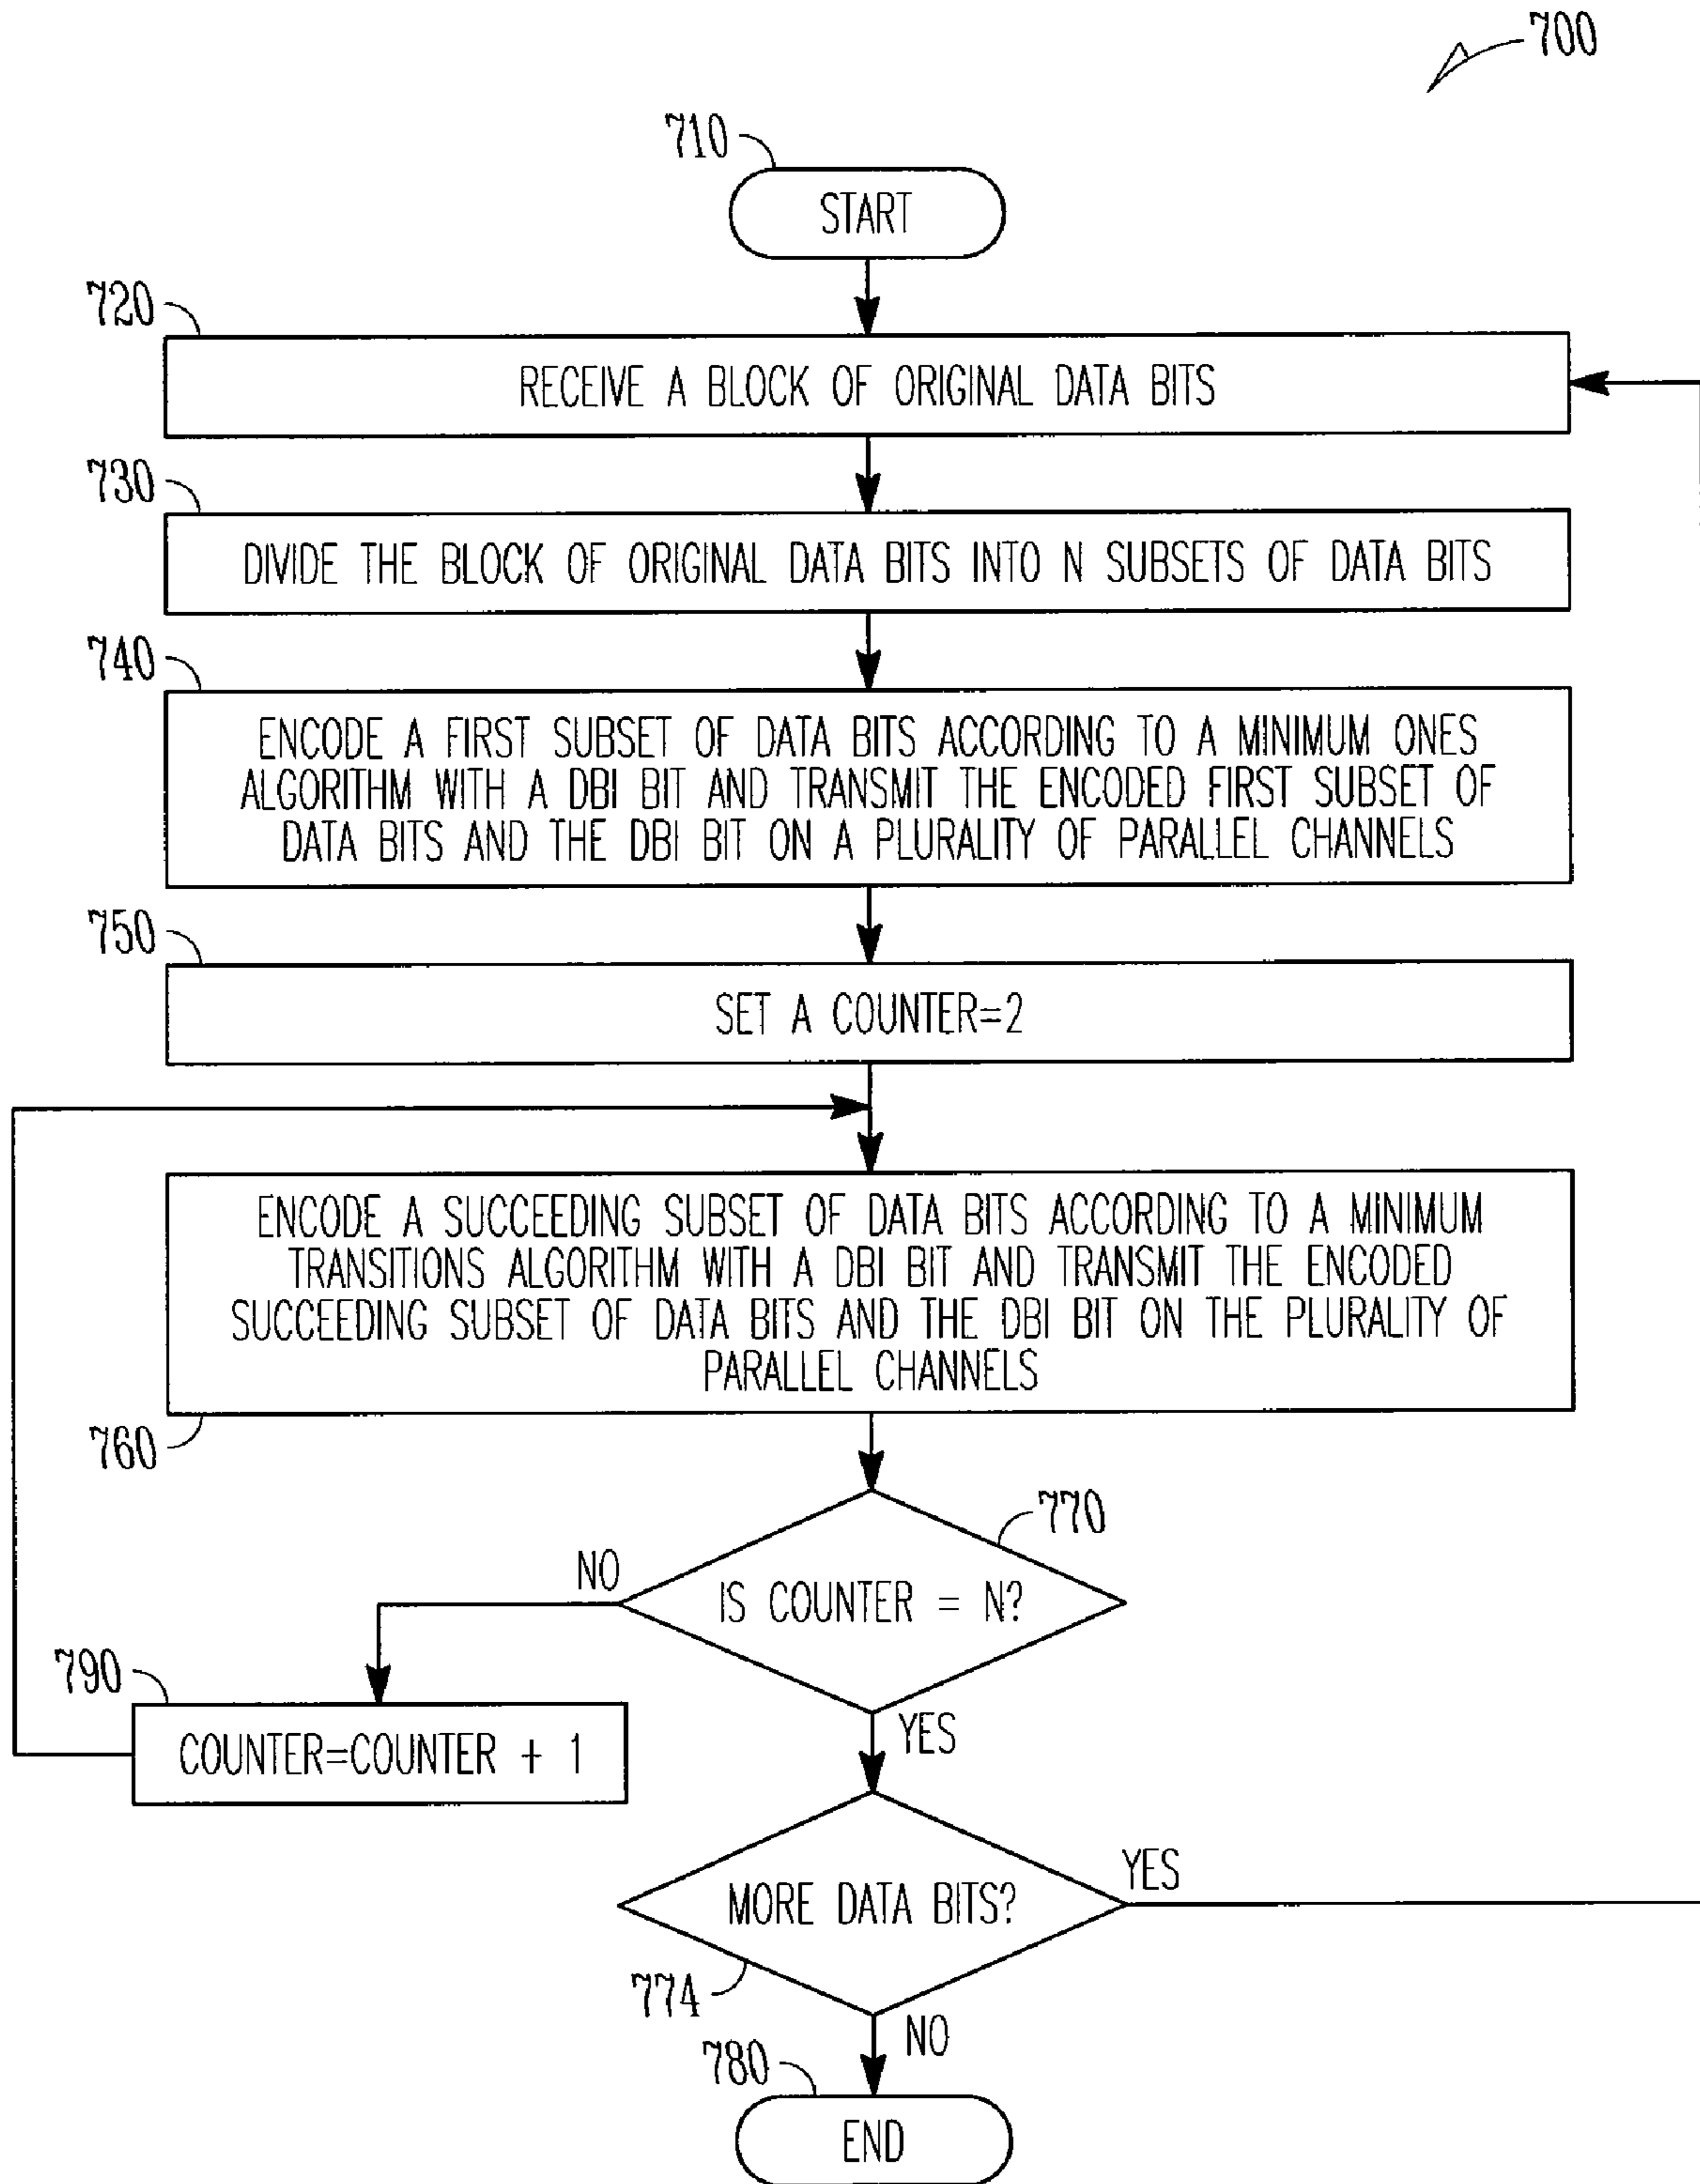 700
710
START
720
RECEIVE A BLOCK OF ORIGINAL DATA BITS
730
DIVIDE THE BLOCK OF ORIGINAL DATA BITS INTO N SUBSETS OF DATA BITS
740
ENCODE A FIRST SUBSET OF DATA BITS ACCORDING TO A MINIMUM ONES
ALGORITHM WITH A DBI BIT AND TRANSMIT THE ENCODED FIRST SUBSET OF
DATA BITS AND THE DBI BIT ON A PLURALITY OF PARALLEL CHANNELS
750
SET A COUNTER=2
ENCODE A SUCCEEDING SUBSET OF DATA BITS ACCORDING TO A MINIMUM
TRANSITIONS ALGORITHM WITH A DBI BIT AND TRANSMIT THE ENCODED
SUCCEEDING SUBSET OF DATA BITS AND THE DBI BIT ON THE PLURALITY OF
PARALLEL CHANNELS
760
770
NO
IS COUNTER = N?
790
YES
COUNTER=COUNTER + 1
YES
MORE DATA BITS?
774
NO
780
END